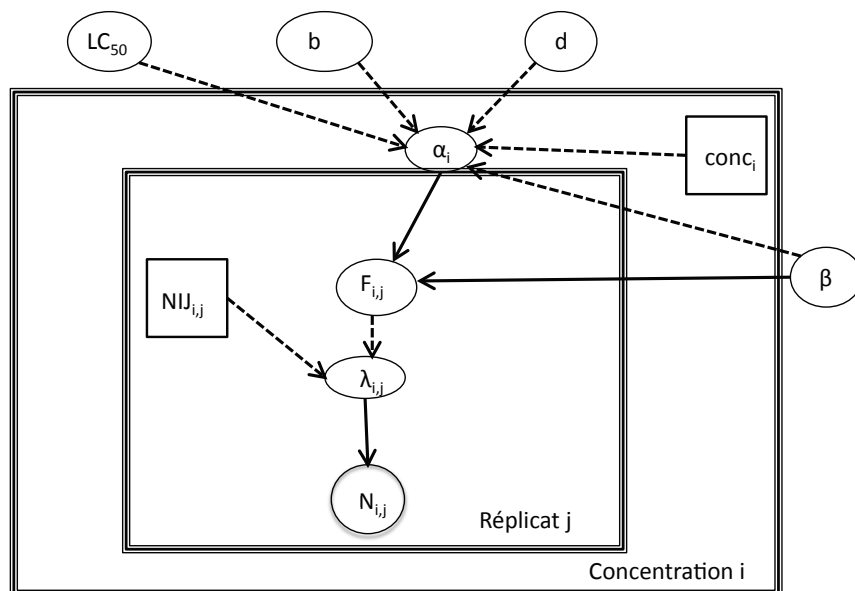 LC50
b
d
αi
conci
β
Fi,j
NIJi,j
λi,j
Ni,j
Réplicat j
Concentration i